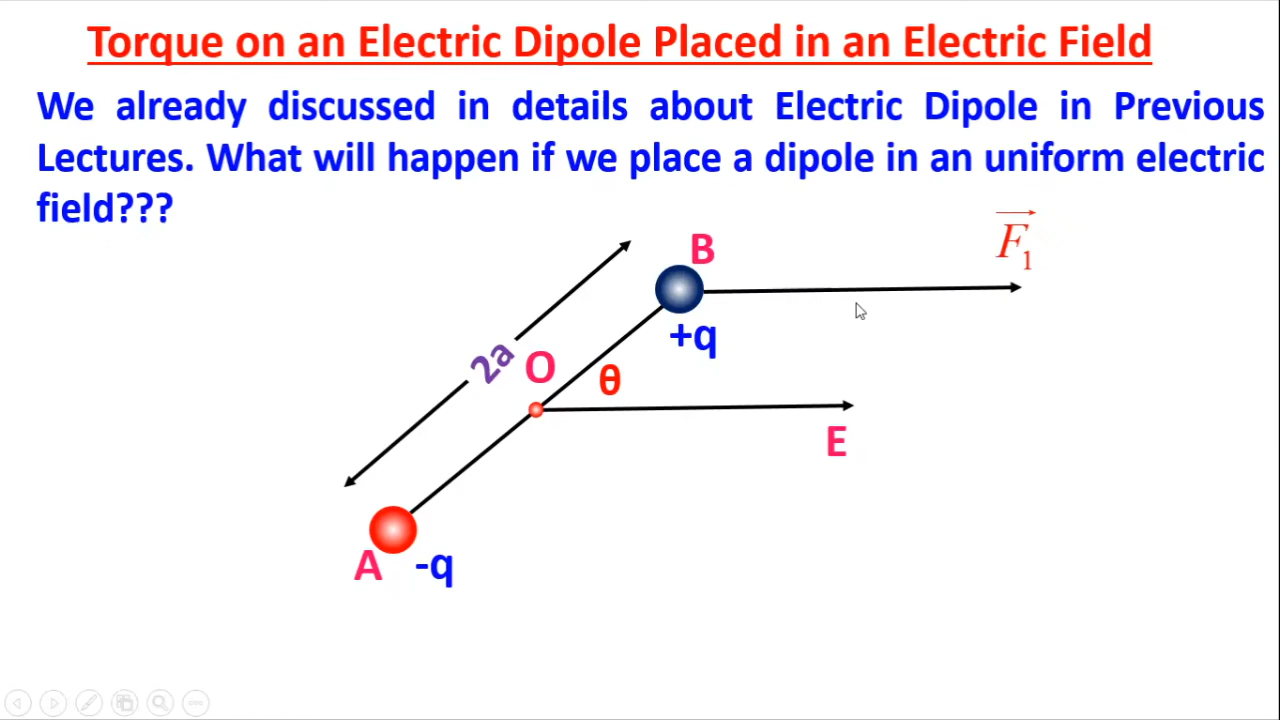 Torque on an Electric Dipole Placed in an Electric Field
We already discussed in details about Electric Dipole in Previous
Lectures. What will happen if we place a dipole in an uniform electric
field???
F₁
B
+q
2a
O
θ
E
A
-q